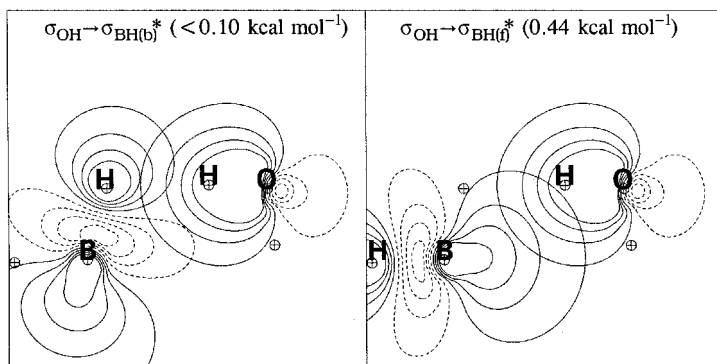 σOH→σBH(b)* (<0.10 kcal mol⁻¹)
σOH→σBH(f)* (0.44 kcal mol⁻¹)
H H O
B
H O
H B